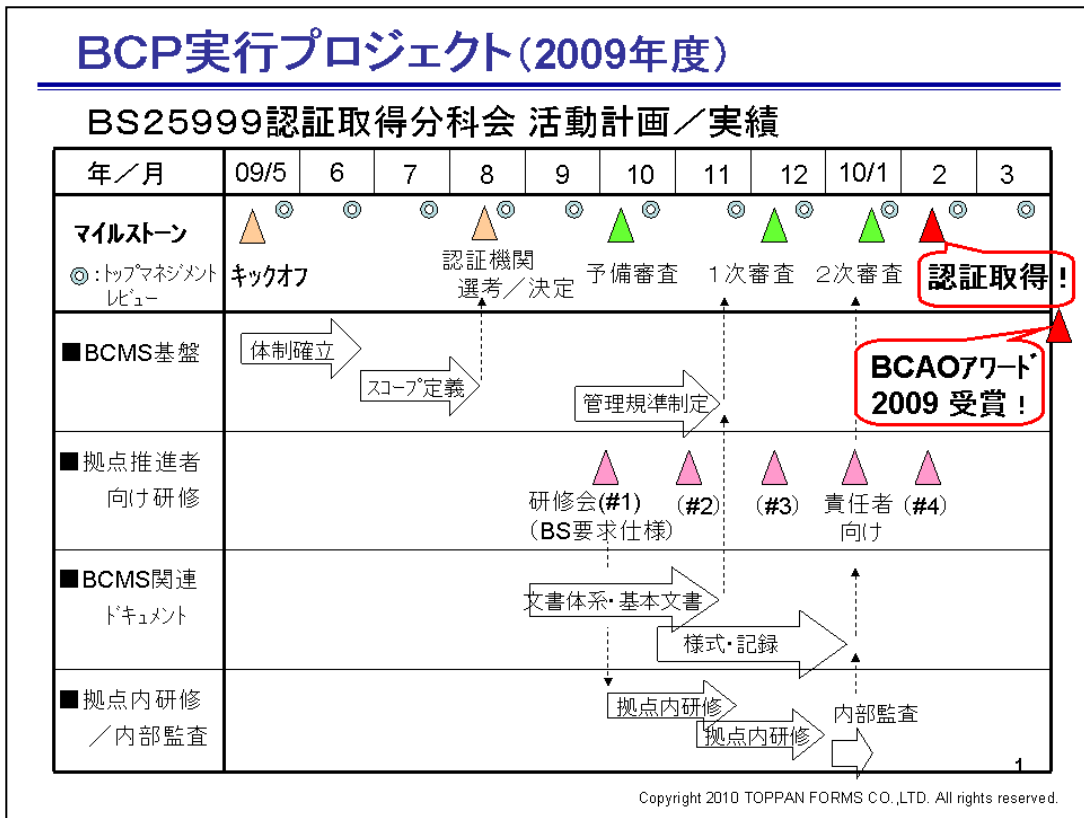 BCP実行プロジェクト（2009年度）
BS25999認証取得分科会 活動計画／実績
年／月 09/5 6 7 8 9 10 11 12 10/1 2 3
マイルストーン
◎：トップマネジメント
レビュー
キックオフ
認証機関
選考／決定
予備審査
1次審査
2次審査
認証取得！
■BCMS基盤
体制確立
スコープ定義
管理規準制定
BCAOアワード
2009 受賞！
■拠点推進者
向け研修
研修会(#1)
(BS要求仕様)
(#2)
(#3)
責任者
向け
(#4)
■BCMS関連
ドキュメント
文書体系・基本文書
様式・記録
■拠点内研修
／内部監査
拠点内研修
拠点内研修
内部監査
1
Copyright 2010 TOPPAN FORMS CO.,LTD. All rights reserved.